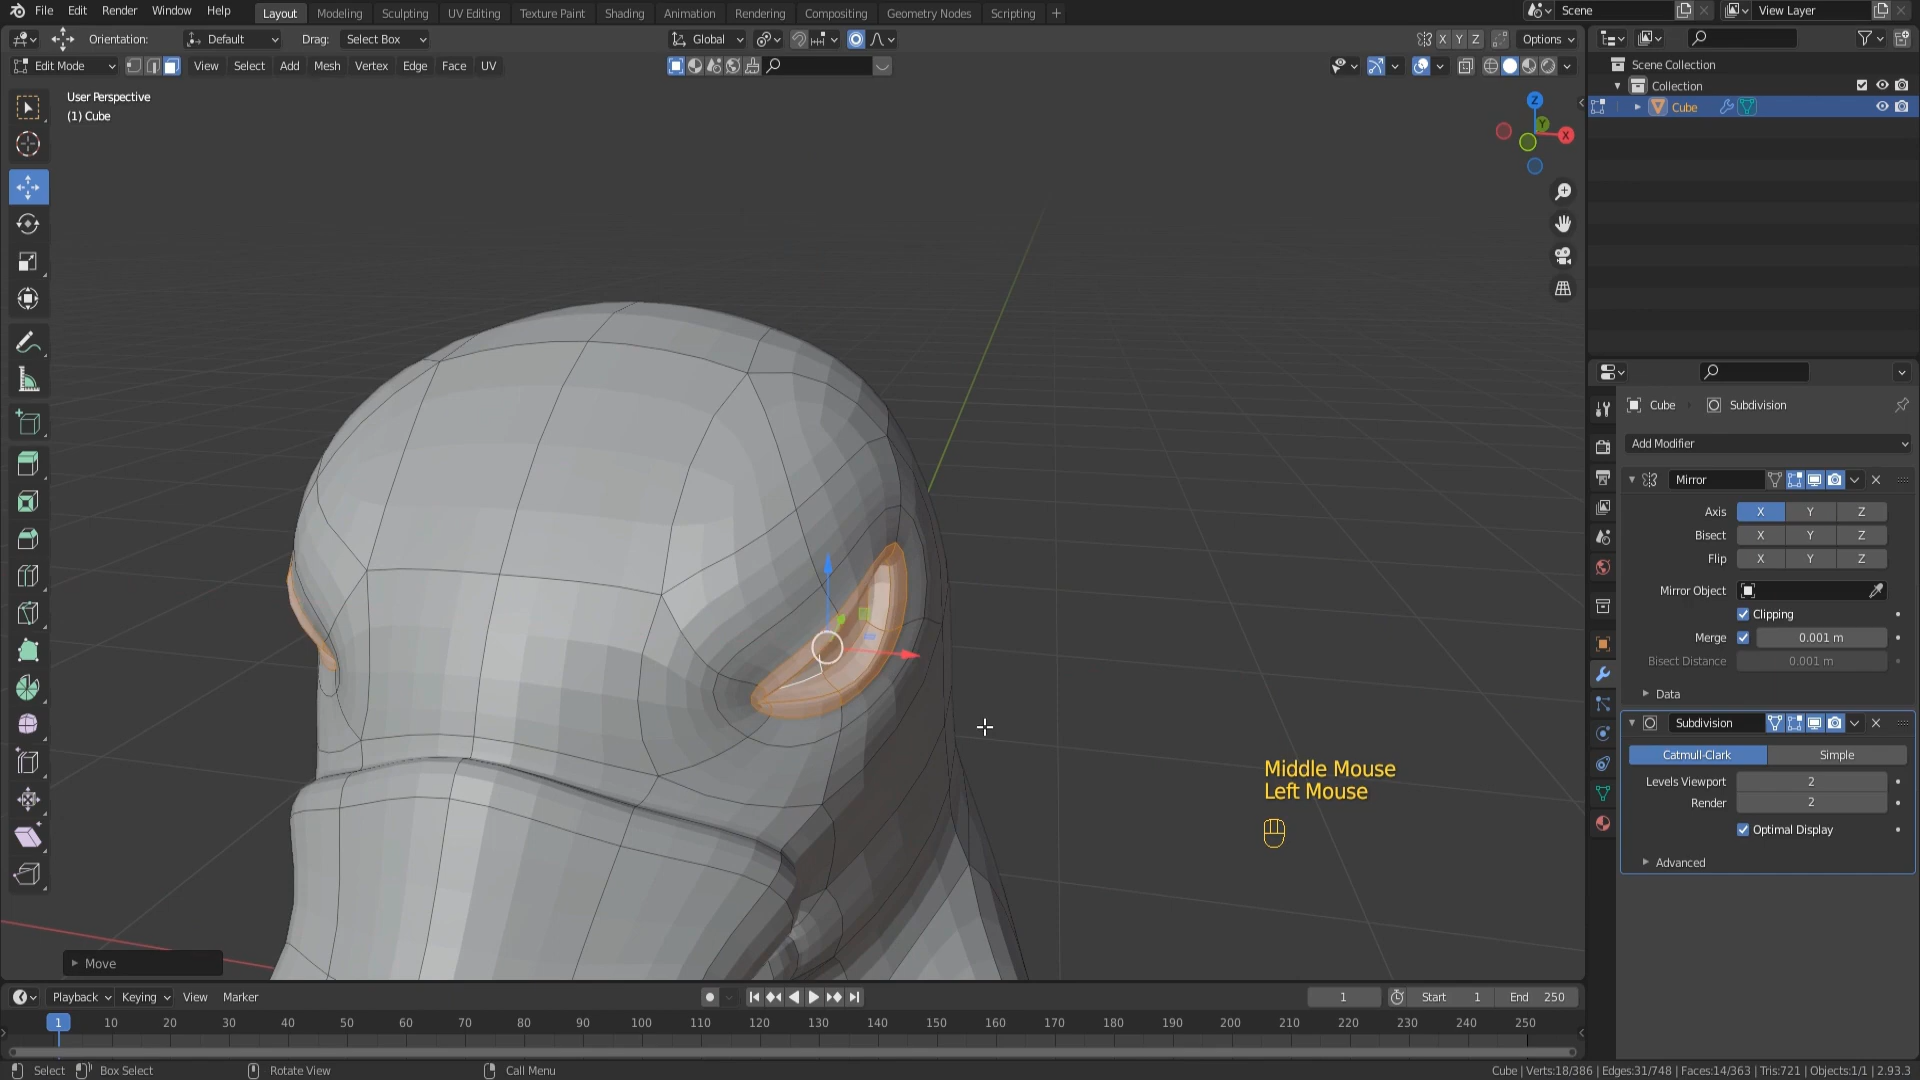 File Edit Render Window Help Layout Modeling Sculpting UV Editing Texture Paint Shading Animation Rendering Compositing Geometry Nodes Scripting + Scene View Layer
Orientation: Default Drag: Select Box Global X Y Z Options
Edit Mode View Select Add Mesh Vertex Edge Face UV
User Perspective
(1) Cube
Z
Y
X
Scene Collection
Collection
Cube
Cube Subdivision
Add Modifier
Mirror
Axis X Y Z
Bisect X Y Z
Flip X Y Z
Mirror Object
Clipping
Merge 0.001 m
Bisect Distance 0.001 m
Data
Subdivision
Catmull-Clark Simple
Levels Viewport 2
Render 2
Optimal Display
Advanced
Middle Mouse
Left Mouse
Move
Playback Keying View Marker 1 Start 1 End 250
1 10 20 30 40 50 60 70 80 90 100 110 120 130 140 150 160 170 180 190 200 210 220 230 240 250
Select Box Select Rotate View Call Menu Cube | Verts:18/386 | Edges:31/748 | Faces:14/363 | Tris:721 | Objects:1/1 | 2.93.3